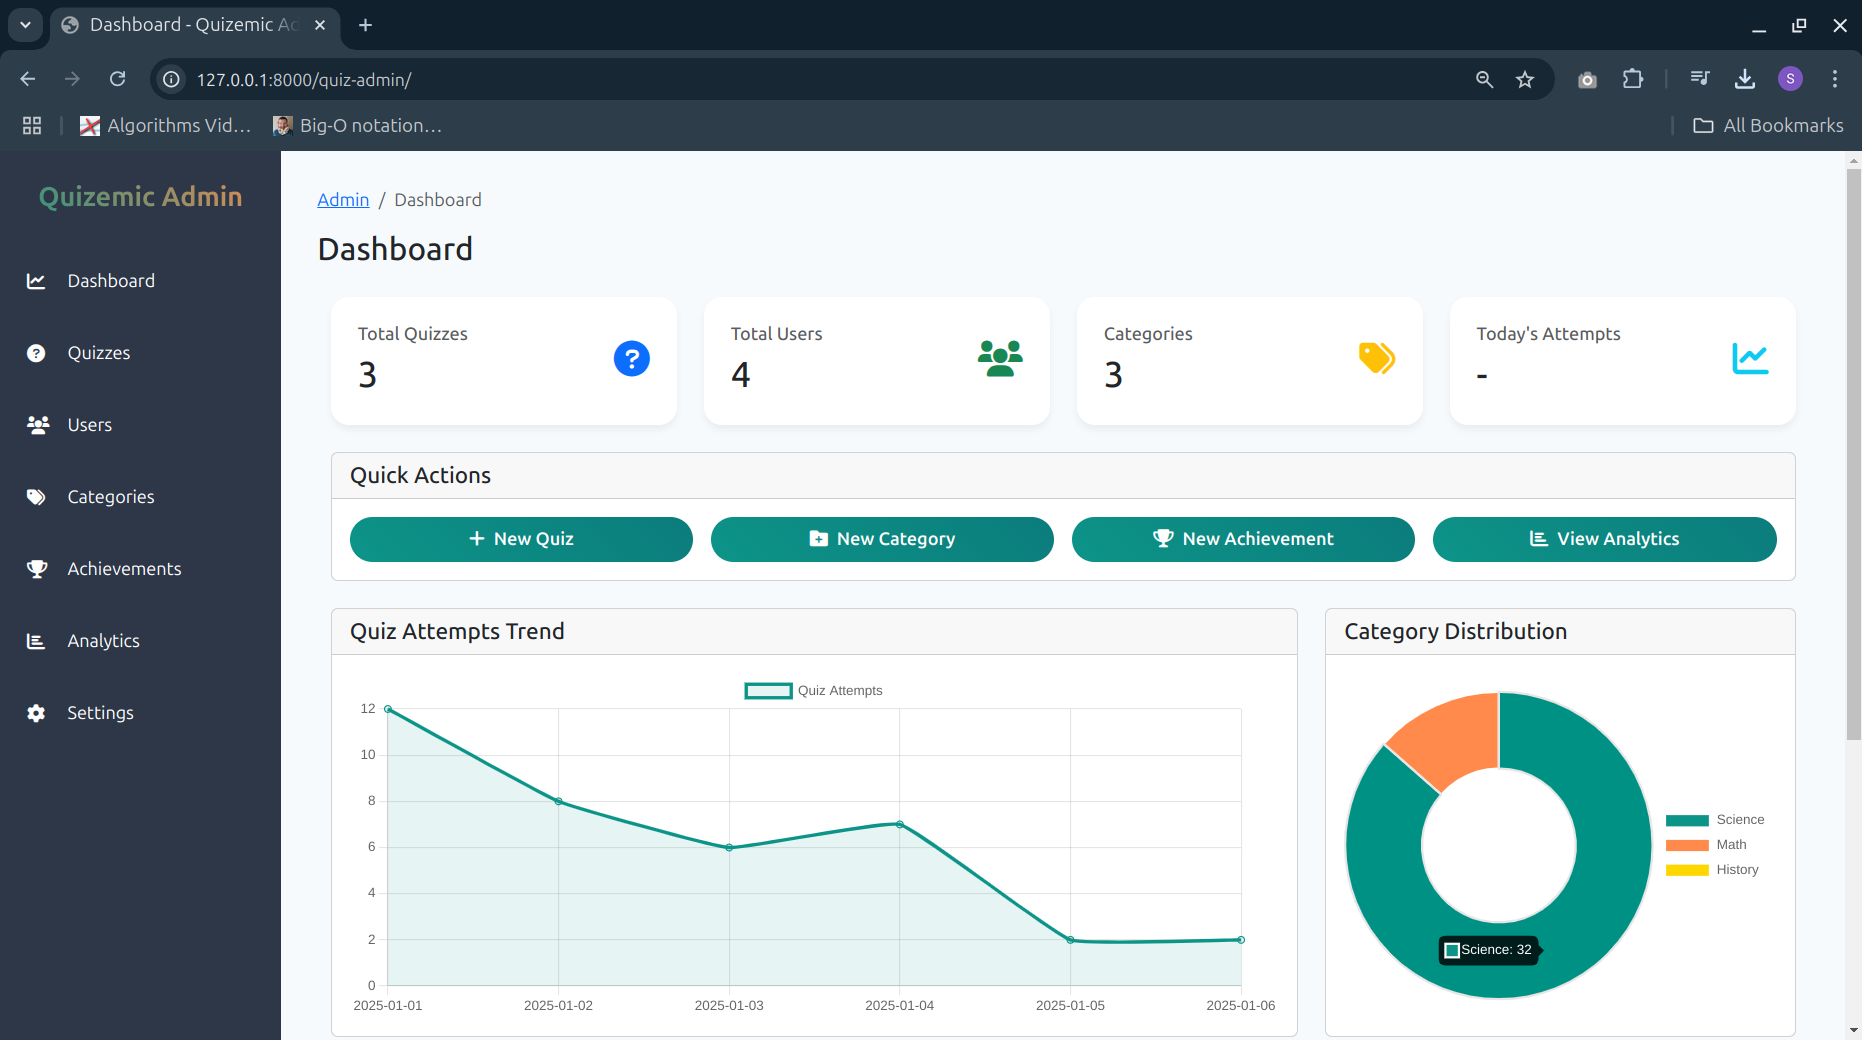 Dashboard - Quizemic Ad
127.0.0.1:8000/quiz-admin/
S
Algorithms Vid...
Big-O notation...
All Bookmarks
Quizemic Admin
Dashboard
Quizzes
Users
Categories
Achievements
Analytics
Settings
Admin / Dashboard
Dashboard
Total Quizzes
3
Total Users
4
Categories
3
Today's Attempts
-
Quick Actions
+ New Quiz
New Category
New Achievement
View Analytics
Quiz Attempts Trend
Quiz Attempts
12
10
8
6
4
2
0
2025-01-01
2025-01-02
2025-01-03
2025-01-04
2025-01-05
2025-01-06
Category Distribution
Science
Math
History
Science: 32